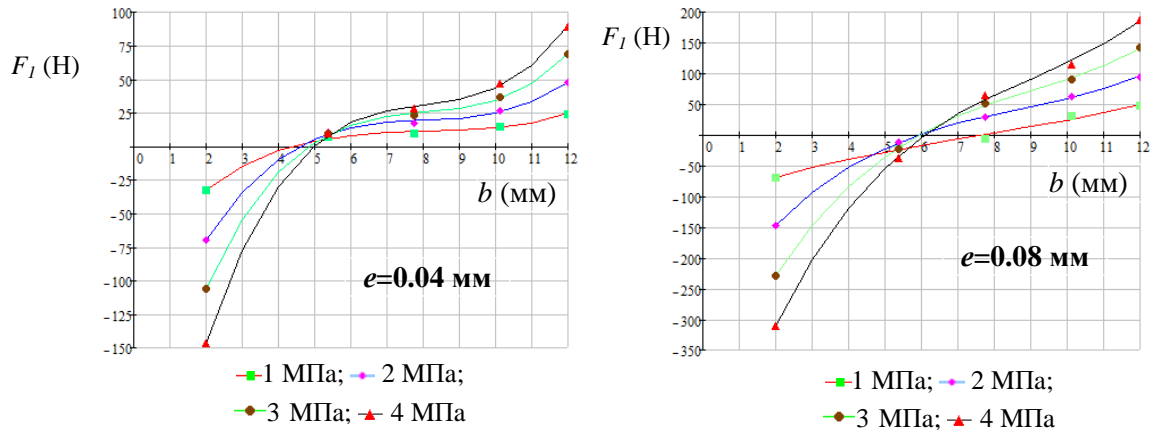 F₁ (Н)
100
75
50
25
0 1 2 3 4 5 6 7 8 9 10 11 12
−25
−50
−75
−100
−125
−150
b (мм)
e=0.04 мм
1 МПа; 2 МПа;
3 МПа; 4 МПа
F₁ (Н)
200
150
100
50
0 1 2 3 4 5 6 7 8 9 10 11 12
−50
−100
−150
−200
−250
−300
−350
b (мм)
e=0.08 мм
1 МПа; 2 МПа;
3 МПа; 4 МПа